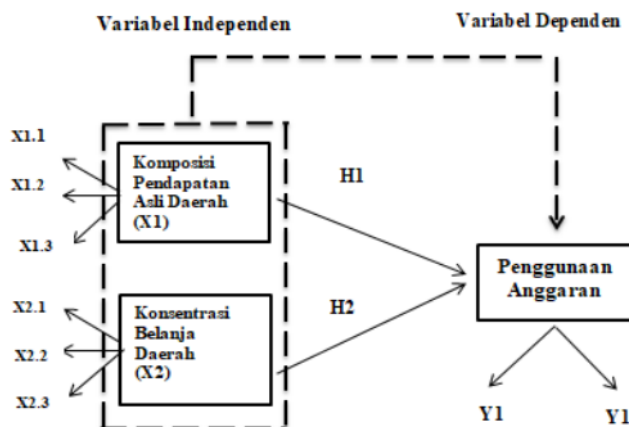 Variabel Independen
Variabel Dependen
X1.1
X1.2
X1.3
Komposisi
Pendapatan
Asli Daerah
(X1)
H1
Penggunaan
Anggaran
X2.1
X2.2
X2.3
Konsentrasi
Belanja
Daerah
(X2)
H2
Y1
Y1